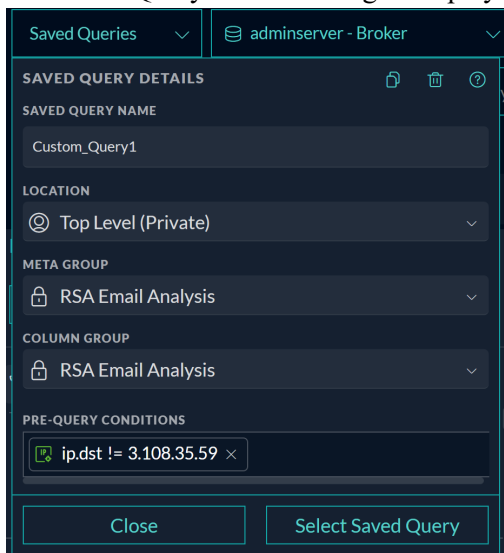 Saved Queries
adminserver - Broker
SAVED QUERY DETAILS
SAVED QUERY NAME
Custom_Query1
LOCATION
Top Level (Private)
META GROUP
RSA Email Analysis
COLUMN GROUP
RSA Email Analysis
PRE-QUERY CONDITIONS
IP ip.dst != 3.108.35.59 ×
Close
Select Saved Query